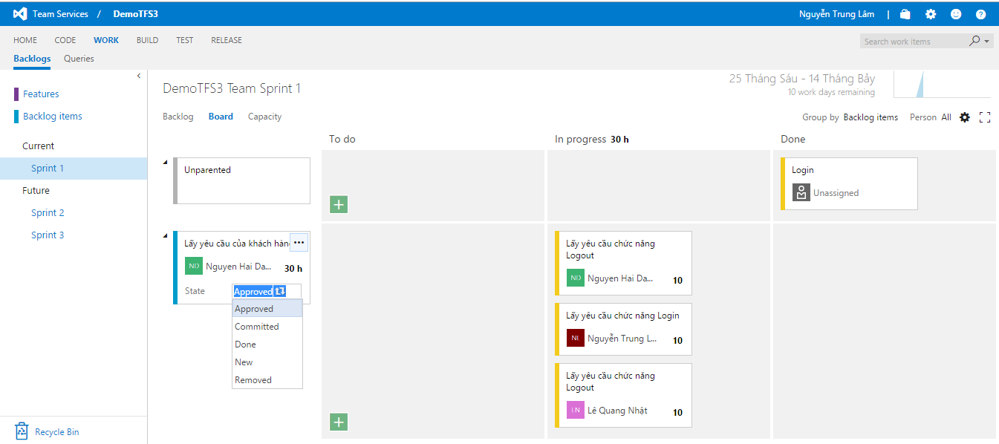 Team Services / DemoTFS3
Nguyễn Trung Lâm |
HOME CODE WORK BUILD TEST RELEASE
Search work items
Backlogs Queries
Features
Backlog items
Current
Sprint 1
Future
Sprint 2
Sprint 3
Recycle Bin
DemoTFS3 Team Sprint 1
25 Tháng Sáu - 14 Tháng Bảy
10 work days remaining
Backlog Board Capacity
Group by Backlog items Person All
To do
In progress 30 h
Done
Unparented
Login
Unassigned
Lấy yêu cầu của khách hàn
ND Nguyen Hai Da... 30 h
State Approved
Approved
Committed
Done
New
Removed
Lấy yêu cầu chức năng
Logout
ND Nguyen Hai Da... 10
Lấy yêu cầu chức năng Login
NL Nguyễn Trung L... 10
Lấy yêu cầu chức năng
Logout
LN Lê Quang Nhật 10